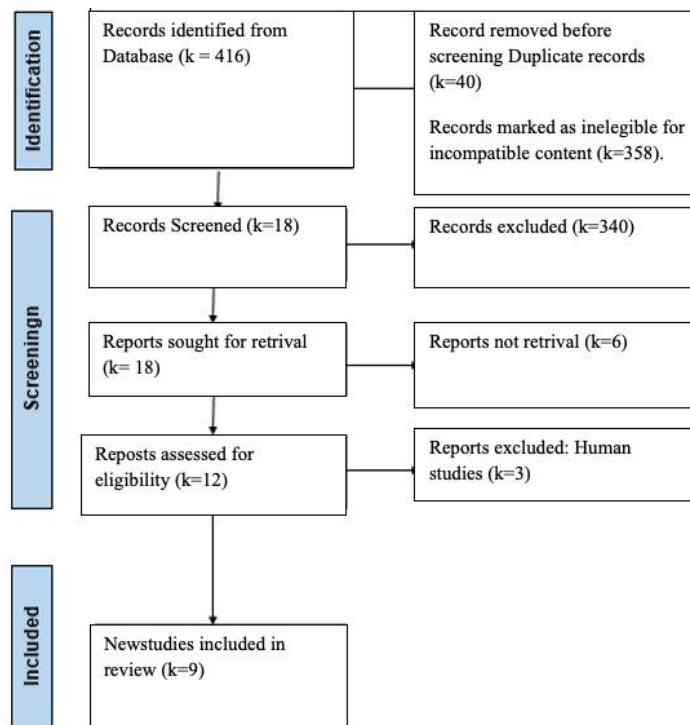 Identification
Records identified from
Database (k = 416)
Record removed before
screening Duplicate records
(k=40)
Records marked as inelegible for
incompatible content (k=358).
Screeningn
Records Screened (k=18)
Records excluded (k=340)
Reports sought for retrival
(k= 18)
Reports not retrival (k=6)
Reposts assessed for
eligibility (k=12)
Reports excluded: Human
studies (k=3)
Included
Newstudies included in
review (k=9)